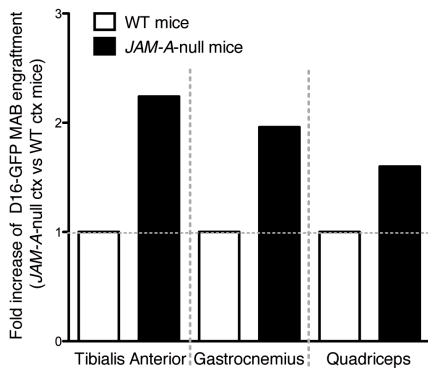 WT mice
JAM-A-null mice
Fold increase of D16-GFP MAB engraftment
(JAM-A-null ctx vs WT ctx mice)
3
2
1
0
Tibialis Anterior
Gastrocnemius
Quadriceps